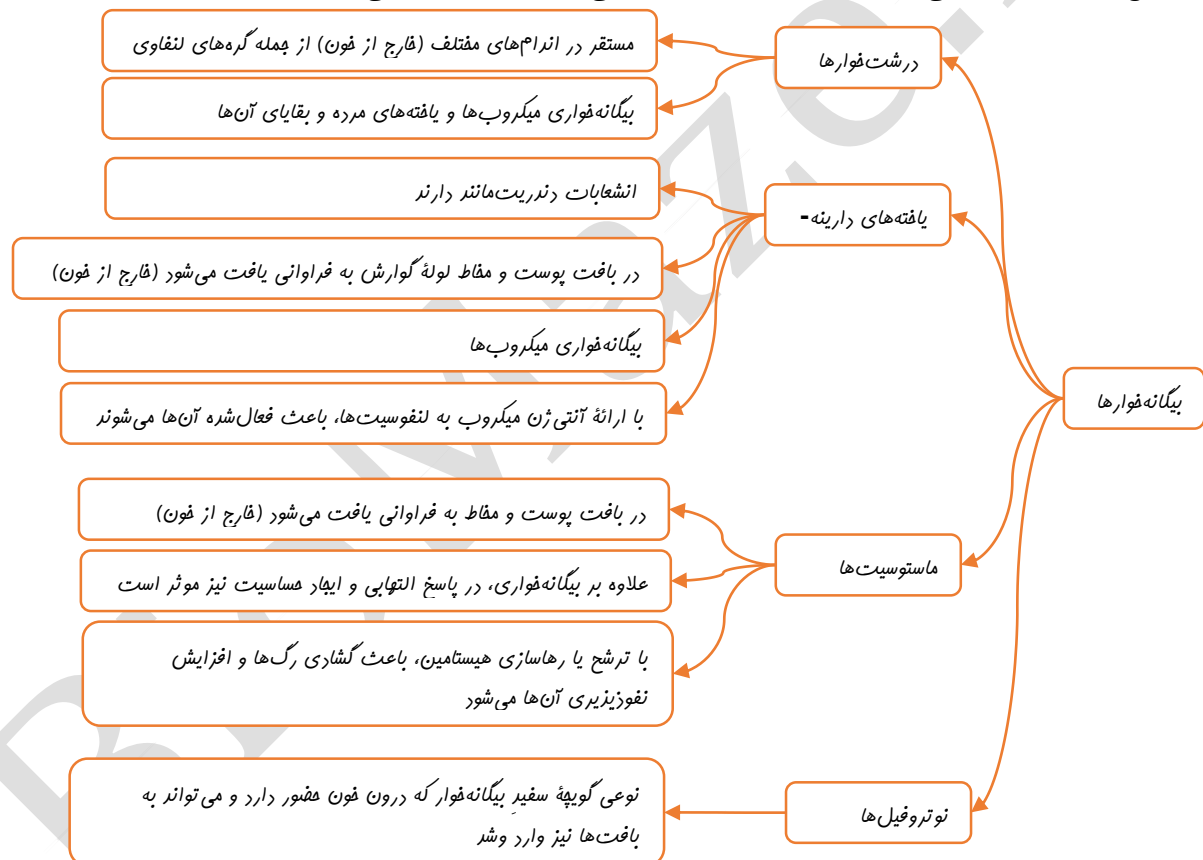 بیگانه‌خوارها
درشت‌خوارها
مستقر در اندام‌های مختلف (خارج از خون) از جمله گره‌های لنفاوی
بیگانه‌خواری میکروب‌ها و یاخته‌های مرده و بقایای آن‌ها
یاخته‌های دارینه-
انشعابات دندریت‌مانند دارند
در بافت پوست و مخاط لولهٔ گوارش به فراوانی یافت می‌شود (خارج از خون)
بیگانه‌خواری میکروب‌ها
با ارائهٔ آنتی‌ژن میکروب به لنفوسیت‌ها، باعث فعال‌شده آن‌ها می‌شوند
ماستوسیت‌ها
در بافت پوست و مخاط به فراوانی یافت می‌شود (خارج از خون)
علاوه بر بیگانه‌خواری، در پاسخ التهابی و ایجاد حساسیت نیز موثر است
با ترشح یا رهاسازی هیستامین، باعث گشادی رگ‌ها و افزایش
نفوذپذیری آن‌ها می‌شود
نوتروفیل‌ها
نوعی گویچهٔ سفیدِ بیگانه‌خوار که درون خون حضور دارد و می‌تواند به
بافت‌ها نیز وارد وشد